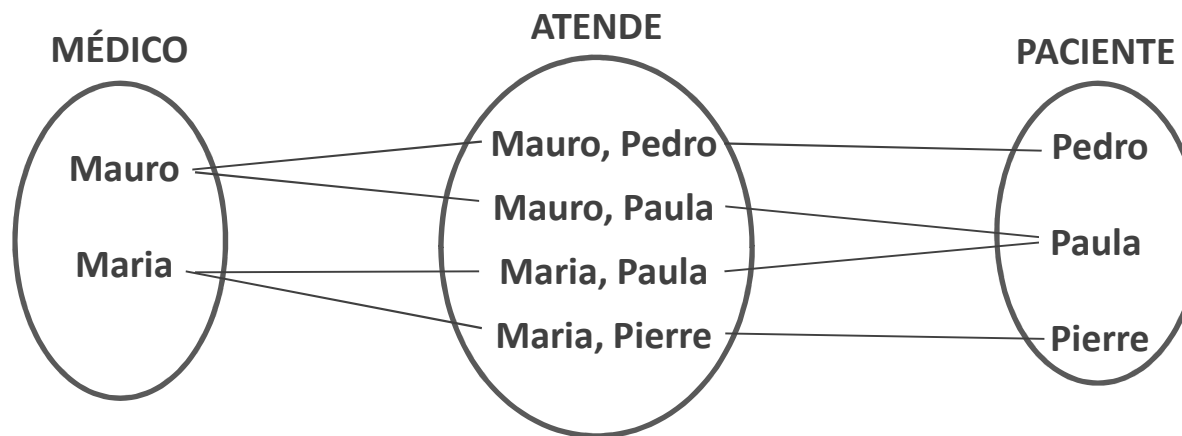 MÉDICO
ATENDE
PACIENTE
Mauro
Maria
Mauro, Pedro
Mauro, Paula
Maria, Paula
Maria, Pierre
Pedro
Paula
Pierre